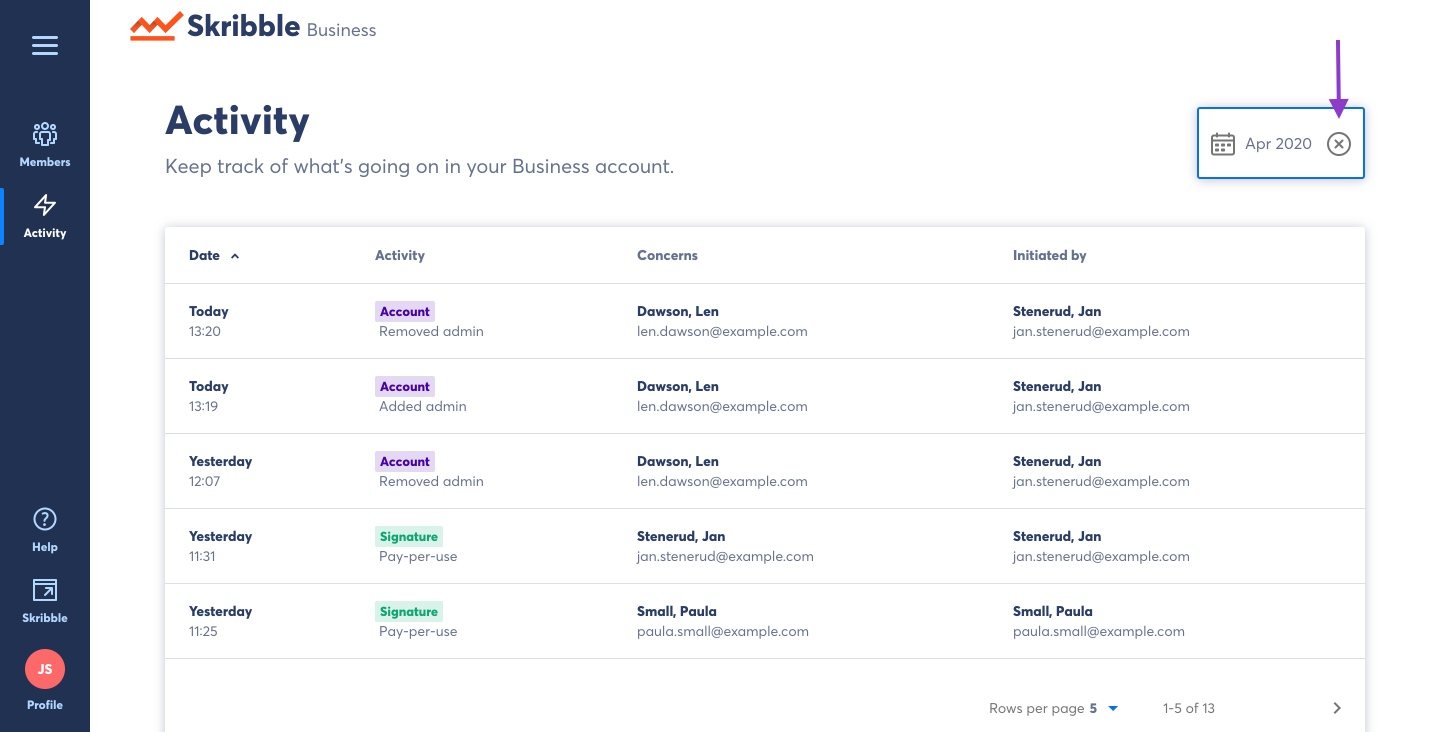 Skribble Business
Activity
Apr 2020
Keep track of what's going on in your Business account.
Members
Activity
Date Activity Concerns Initiated by
Today Account Dawson, Len Stenerud, Jan
13:20 Removed admin len.dawson@example.com jan.stenerud@example.com
Today Account Dawson, Len Stenerud, Jan
13:19 Added admin len.dawson@example.com jan.stenerud@example.com
Yesterday Account Dawson, Len Stenerud, Jan
12:07 Removed admin len.dawson@example.com jan.stenerud@example.com
Yesterday Signature Stenerud, Jan Stenerud, Jan
11:31 Pay-per-use jan.stenerud@example.com jan.stenerud@example.com
Yesterday Signature Small, Paula Small, Paula
11:25 Pay-per-use paula.small@example.com paula.small@example.com
Rows per page 5 1-5 of 13
Help
Skribble
JS
Profile